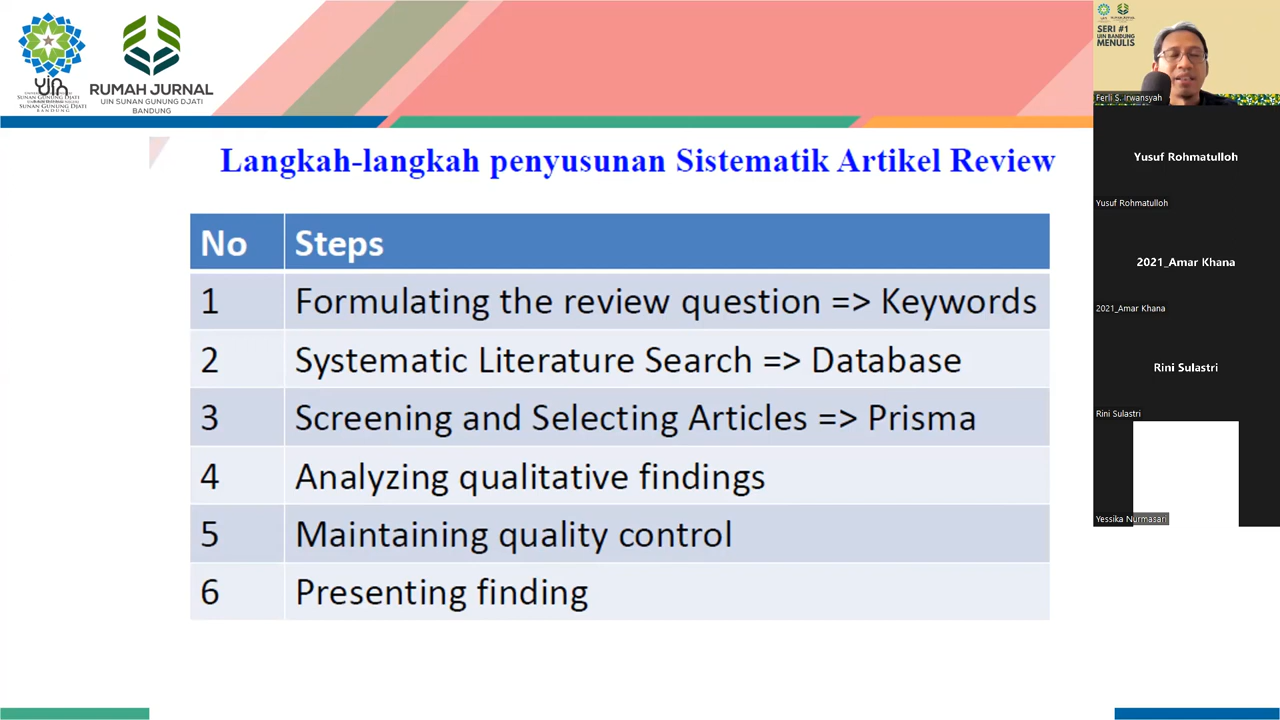 uin
SUNAN GUNUNG DJATI
BANDUNG
RUMAH JURNAL
UIN SUNAN GUNUNG DJATI
BANDUNG
Langkah-langkah penyusunan Sistematik Artikel Review
No Steps
1 Formulating the review question => Keywords
2 Systematic Literature Search => Database
3 Screening and Selecting Articles => Prisma
4 Analyzing qualitative findings
5 Maintaining quality control
6 Presenting finding
SERI #1
UIN BANDUNG
MENULIS
Ferli S. Irwansyah
Yusuf Rohmatulloh
Yusuf Rohmatulloh
2021_Amar Khana
2021_Amar Khana
Rini Sulastri
Rini Sulastri
Yessika Nurmasari